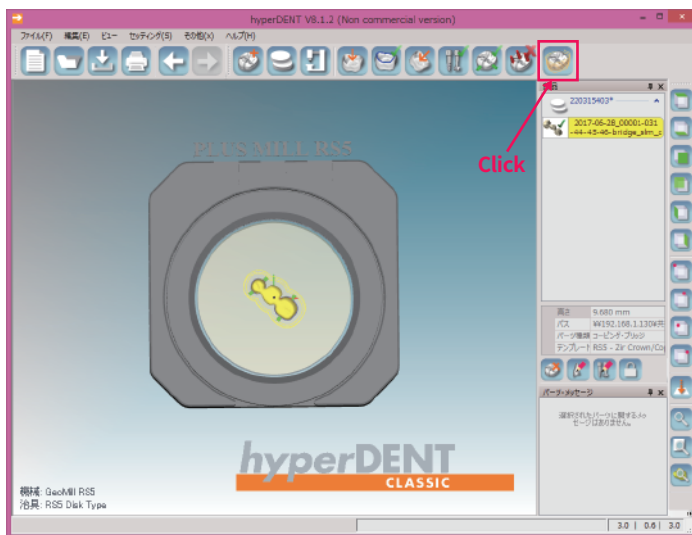 hyperDENT V8.1.2 (Non commercial version)
ファイル(F) 編集(E) ビュー セッティング(S) その他(x) ヘルプ(H)
220315403*
2017-06-28_00001-031
-44-45-46-bridge_slm_s
Click
PLUS MILL RS5
高さ 9.680 mm
パス ¥¥192.168.1.130¥共
パーツ種類 コーピング・ブリッジ
テンプレート RS5 - Zir Crown/Co
パーツ・メッセージ
選択されたパーツに関するメッ
セージはありません。
hyperDENT
CLASSIC
機械: GeoMill RS5
治具: RS5 Disk Type
3.0 | 0.6 | 3.0